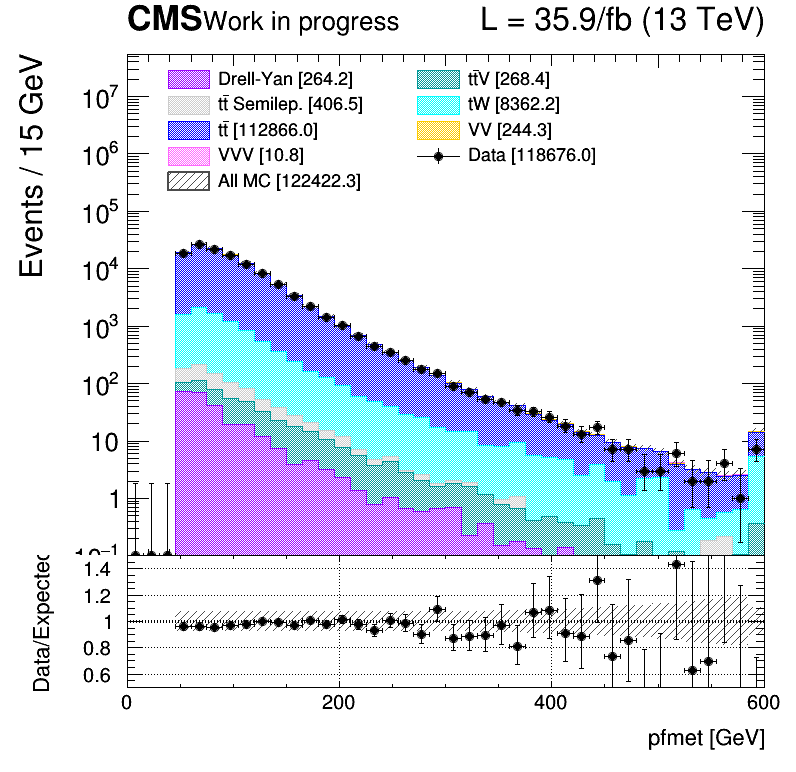 CMS Work in progress L = 35.9/fb (13 TeV)
Events / 15 GeV
Drell-Yan [264.2] tt̄V [268.4]
tt̄ Semilep. [406.5] tW [8362.2]
tt̄ [112866.0] VV [244.3]
VVV [10.8] Data [118676.0]
All MC [122422.3]
10⁷
10⁶
10⁵
10⁴
10³
10²
10
1
10⁻¹
Data/Expected
1.4
1.2
1
0.8
0.6
0 200 400 600
pfmet [GeV]